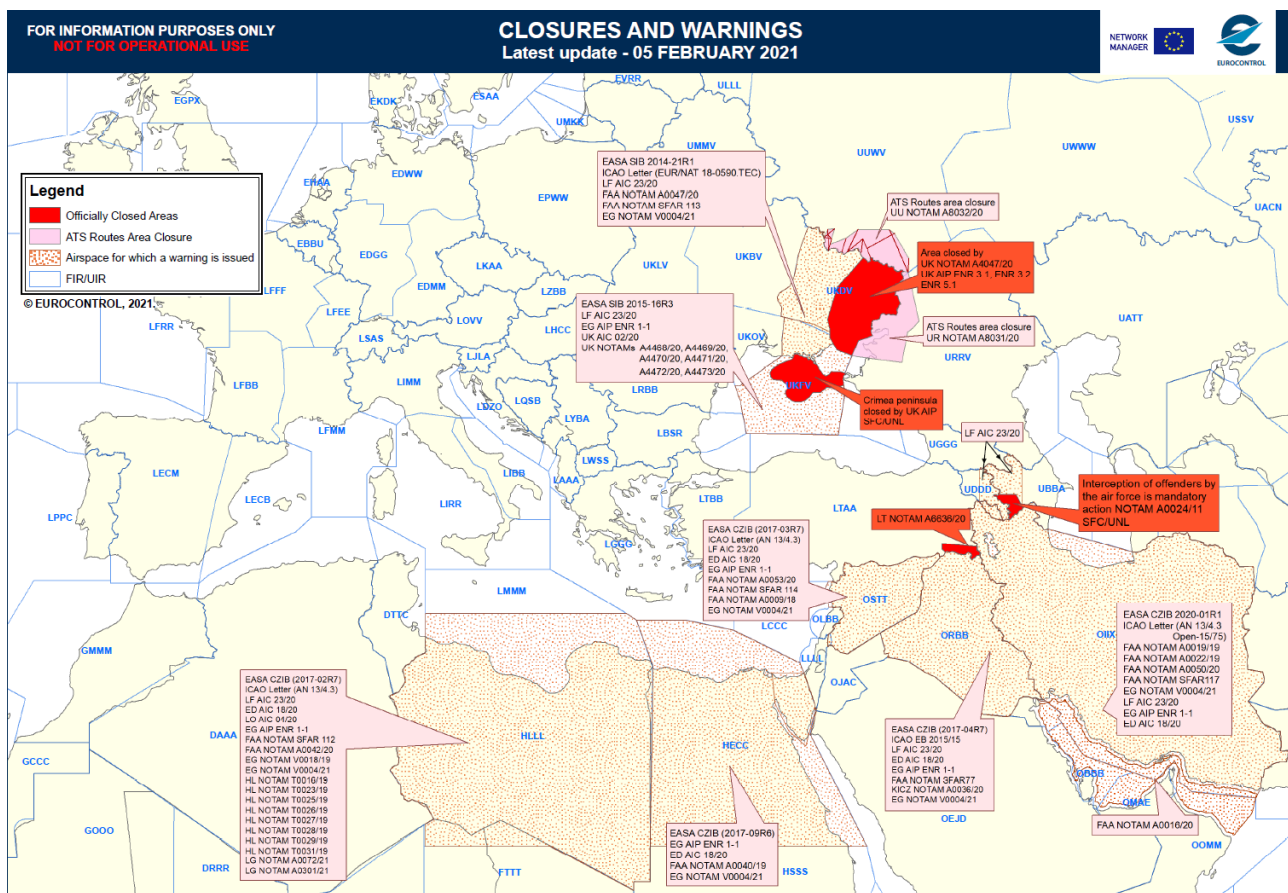 FOR INFORMATION PURPOSES ONLY
NOT FOR OPERATIONAL USE
CLOSURES AND WARNINGS
Latest update - 05 FEBRUARY 2021
NETWORK
MANAGER
EUROCONTROL
Legend
Officially Closed Areas
ATS Routes Area Closure
Airspace for which a warning is issued
FIR/UIR
© EUROCONTROL, 2021.
EGPX
EKDK
ESAA
EVRR
ULLL
UMKK
UMMV
UUWV
UWWW
USSV
UACN
EHAA
EDWW
EPWW
EBBU
EDGG
LKAA
UKLV
UKBV
UKDV
LFFF
EDMM
LZBB
UATT
LFEE
LOVV
LHCC
UKOV
LFRR
LSAS
LJLA
URRV
LFBB
LIMM
LDZO
LQSB
LRBB
UKFV
LYBA
LFMM
LBSR
UGGG
LWSS
LECM
LIBB
LAAA
LECB
LIRR
LTBB
LTAA
UDDD
UBBA
LPPC
LGGG
LMMM
DTTC
LCCC
OLBB
OSTT
ORBB
OIIX
GMMM
LLLL
OJAC
DAAA
HLLL
HECC
GCCC
OBBB
OMAE
GOOO
OEJD
DRRR
FTTT
HSSS
OOMM
EASA SIB 2014-21R1
ICAO Letter (EUR/NAT 18-0590 TEC)
LF AIC 23/20
FAA NOTAM A0047/20
FAA NOTAM SFAR 113
EG NOTAM V0004/21
ATS Routes area closure
UU NOTAM A8032/20
Area closed by
UK NOTAM A4047/20
UK AIP ENR 3.1, ENR 3.2
ENR 5.1
EASA SIB 2015-16R3
LF AIC 23/20
EG AIP ENR 1-1
UK AIC 02/20
UK NOTAMs A4468/20, A4469/20,
A4470/20, A4471/20,
A4472/20, A4473/20
ATS Routes area closure
UR NOTAM A8031/20
Crimea peninsula
closed by UK AIP
SFC/UNL
LF AIC 23/20
Interception of offenders by
the air force is mandatory
action NOTAM A0024/11
SFC/UNL
LT NOTAM A6636/20
EASA CZIB (2017-03R7)
ICAO Letter (AN 13/4.3)
LF AIC 23/20
ED AIC 18/20
EG AIP ENR 1-1
FAA NOTAM A0053/20
FAA NOTAM SFAR 114
FAA NOTAM A0009/18
EG NOTAM V0004/21
EASA CZIB 2020-01R1
ICAO Letter (AN 13/4.3
Open-15/75)
FAA NOTAM A0019/19
FAA NOTAM A0022/19
FAA NOTAM A0050/20
FAA NOTAM SFAR117
EG NOTAM V0004/21
LF AIC 23/20
EG AIP ENR 1-1
ED AIC 18/20
EASA CZIB (2017-02R7)
ICAO Letter (AN 13/4.3)
LF AIC 23/20
ED AIC 18/20
LO AIC 04/20
EG AIP ENR 1-1
FAA NOTAM SFAR 112
FAA NOTAM A0042/20
EG NOTAM V0018/19
EG NOTAM V0004/21
HL NOTAM T0016/19
HL NOTAM T0023/19
HL NOTAM T0025/19
HL NOTAM T0026/19
HL NOTAM T0027/19
HL NOTAM T0028/19
HL NOTAM T0029/19
HL NOTAM T0031/19
LG NOTAM A0072/21
LG NOTAM A0301/21
EASA CZIB (2017-04R7)
ICAO EB 2015/15
LF AIC 23/20
ED AIC 18/20
EG AIP ENR 1-1
FAA NOTAM SFAR77
KICZ NOTAM A0036/20
EG NOTAM V0004/21
EASA CZIB (2017-09R6)
EG AIP ENR 1-1
ED AIC 18/20
FAA NOTAM A0040/19
EG NOTAM V0004/21
FAA NOTAM A0016/20